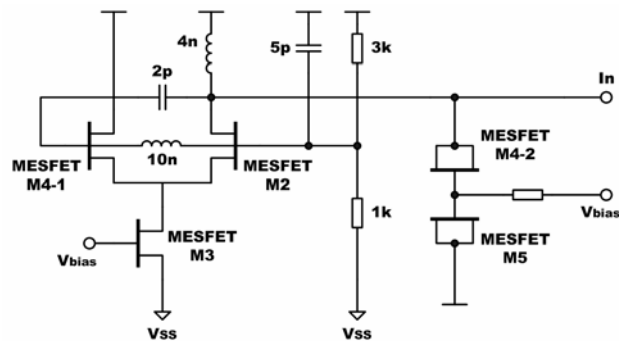 4n
5p
3k
2p
In
MESFET
M4-1
10n
MESFET
M2
MESFET
M4-2
1k
Vbias
MESFET
M3
Vbias
MESFET
M5
Vss
Vss